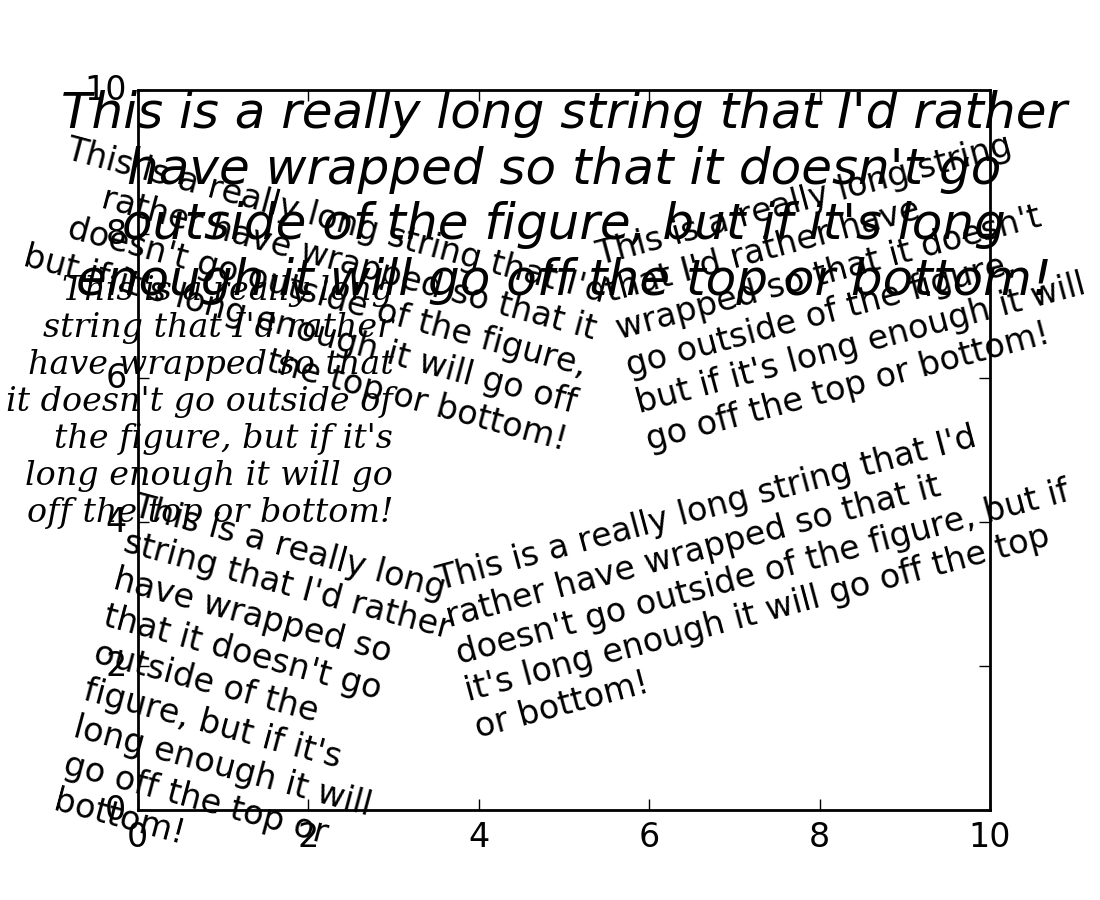 10
This is a really long string that I'd rather
have wrapped so that it doesn't go
outside of the figure, but if it's long
enough it will go off the top or bottom!
This is a really long string that I'd
rather have wrapped so that it
doesn't go outside of the figure,
but if it's long enough it will go off
the top or bottom!
This is a really long string
that I'd rather have
wrapped so that it doesn't
go outside of the figure,
but if it's long enough it will
go off the top or bottom!
8
This is a really long
string that I'd rather
have wrapped so that
it doesn't go outside of
the figure, but if it's
long enough it will go
off the top or bottom!
6
4
This is a really long
string that I'd rather
have wrapped so
that it doesn't go
outside of the
figure, but if it's
long enough it will
go off the top or
bottom!
This is a really long string that I'd
rather have wrapped so that it
doesn't go outside of the figure, but if
it's long enough it will go off the top
or bottom!
2
0
0 2 4 6 8 10